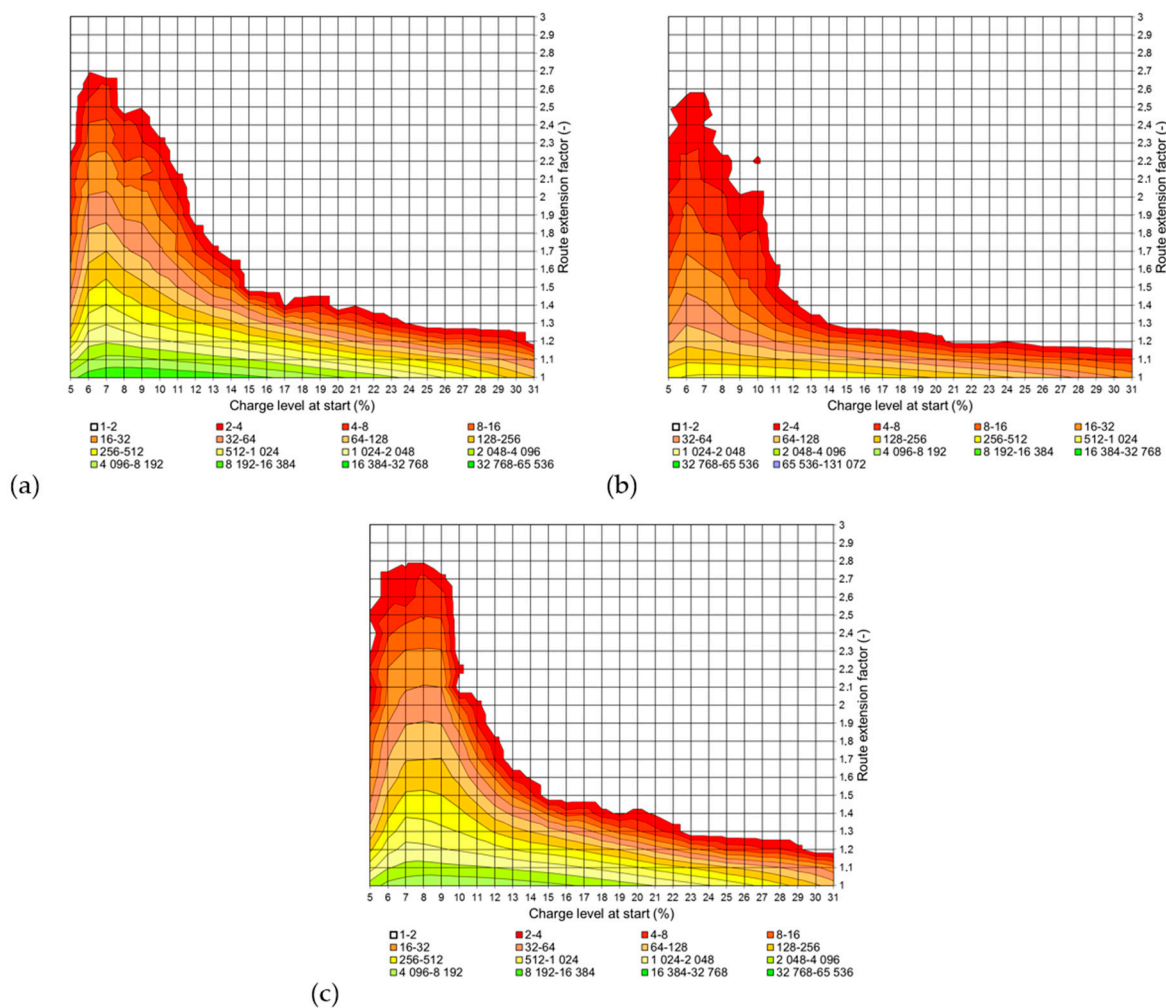 3
2.9
2.8
2.7
2.6
2.5
2.4
2.3
2.2
2.1
2
1.9
1.8
1.7
1.6
1.5
1.4
1.3
1.2
1.1
1
Route extension factor (-)
5 6 7 8 9 10 11 12 13 14 15 16 17 18 19 20 21 22 23 24 25 26 27 28 29 30 31
Charge level at start (%)
1-2 2-4 4-8 8-16
16-32 32-64 64-128 128-256
256-512 512-1 024 1 024-2 048 2 048-4 096
4 096-8 192 8 192-16 384 16 384-32 768 32 768-65 536
(a)
3
2.9
2.8
2.7
2.6
2.5
2.4
2.3
2.2
2.1
2
1.9
1.8
1.7
1.6
1.5
1.4
1.3
1.2
1.1
1
Route extension factor (-)
5 6 7 8 9 10 11 12 13 14 15 16 17 18 19 20 21 22 23 24 25 26 27 28 29 30 31
Charge level at start (%)
1-2 2-4 4-8 8-16 16-32
32-64 64-128 128-256 256-512 512-1 024
1 024-2 048 2 048-4 096 4 096-8 192 8 192-16 384 16 384-32 768
32 768-65 536 65 536-131 072
(b)
3
2.9
2.8
2.7
2.6
2.5
2.4
2.3
2.2
2.1
2
1.9
1.8
1.7
1.6
1.5
1.4
1.3
1.2
1.1
1
Route extension factor (-)
5 6 7 8 9 10 11 12 13 14 15 16 17 18 19 20 21 22 23 24 25 26 27 28 29 30 31
Charge level at start (%)
1-2 2-4 4-8 8-16
16-32 32-64 64-128 128-256
256-512 512-1 024 1 024-2 048 2 048-4 096
4 096-8 192 8 192-16 384 16 384-32 768 32 768-65 536
(c)